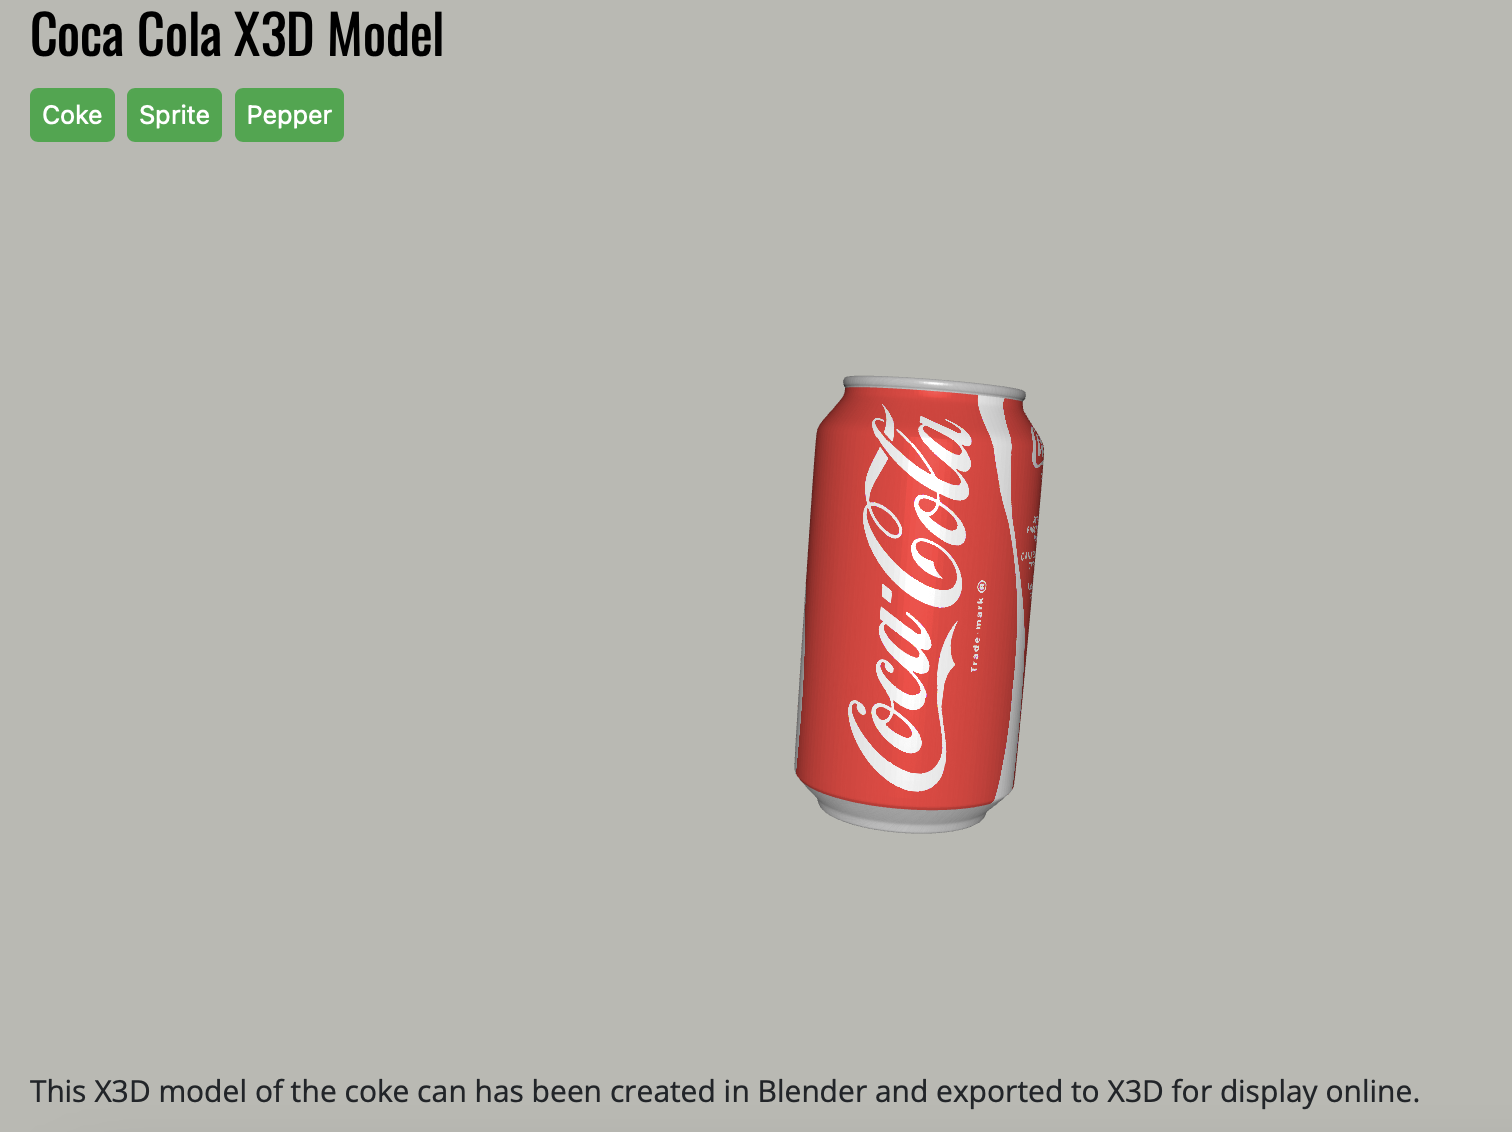 Coca Cola X3D Model
Coke Sprite Pepper
Coca-Cola
Trade-mark ®
This X3D model of the coke can has been created in Blender and exported to X3D for display online.